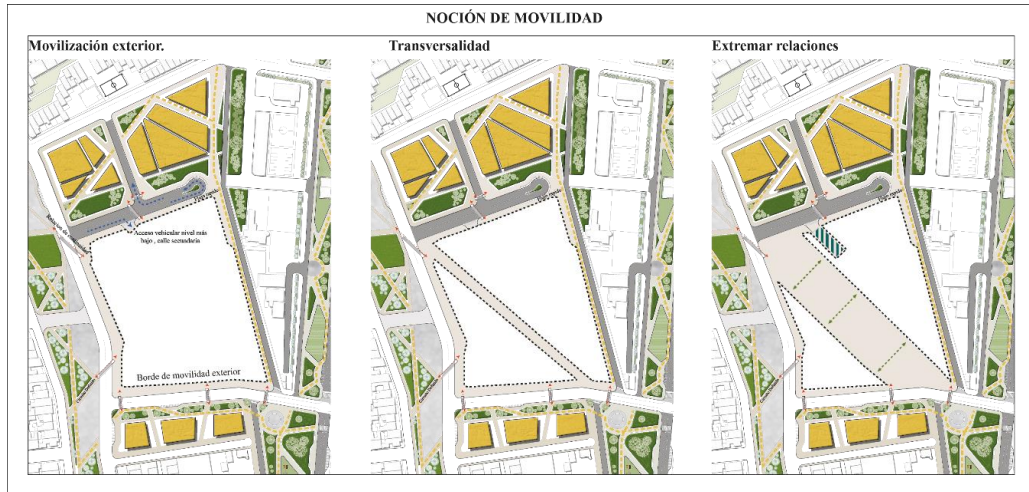 NOCIÓN DE MOVILIDAD
Movilización exterior.
Transversalidad
Extremar relaciones
Acceso vehicular nivel más
bajo , calle secundaria
Borde de movilidad exterior